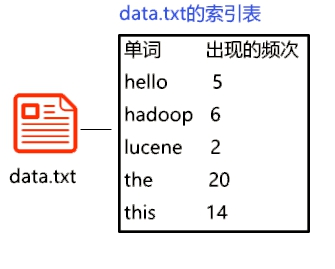 data.txt的索引表
单词 出现的频次
hello 5
hadoop 6
lucene 2
the 20
this 14
data.txt